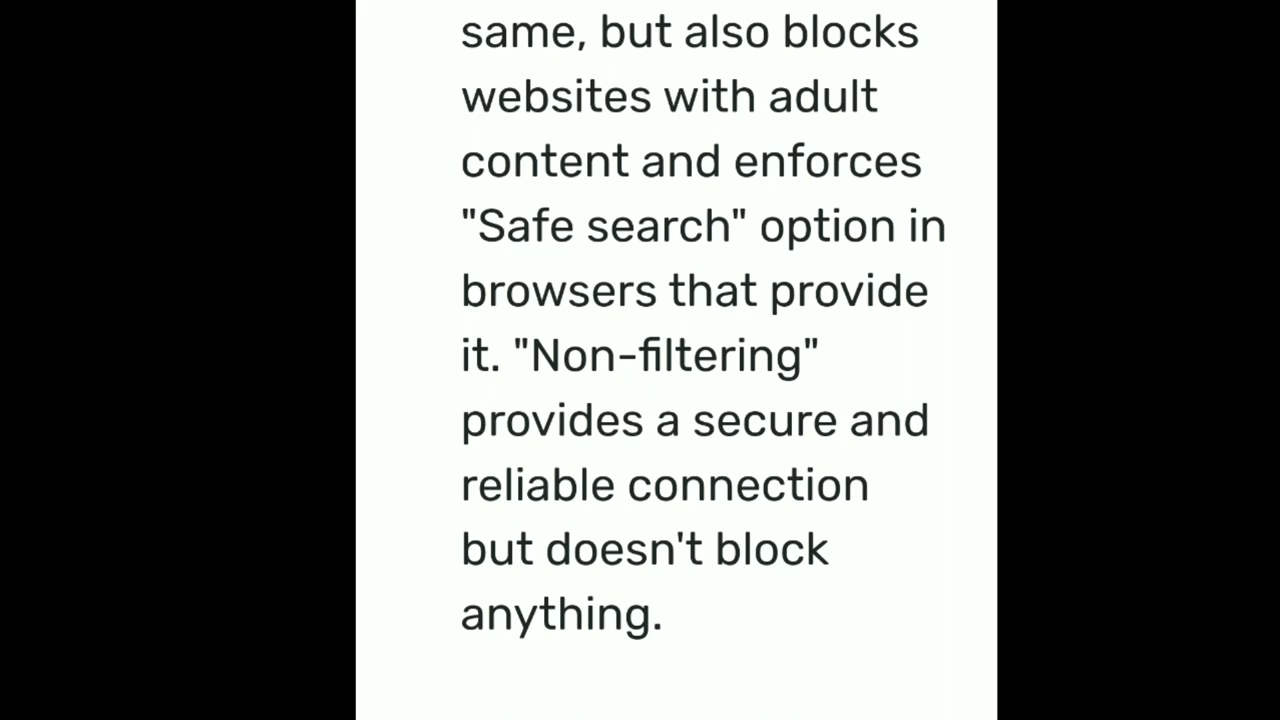 same, but also blocks
websites with adult
content and enforces
"Safe search" option in
browsers that provide
it. "Non-filtering"
provides a secure and
reliable connection
but doesn't block
anything.